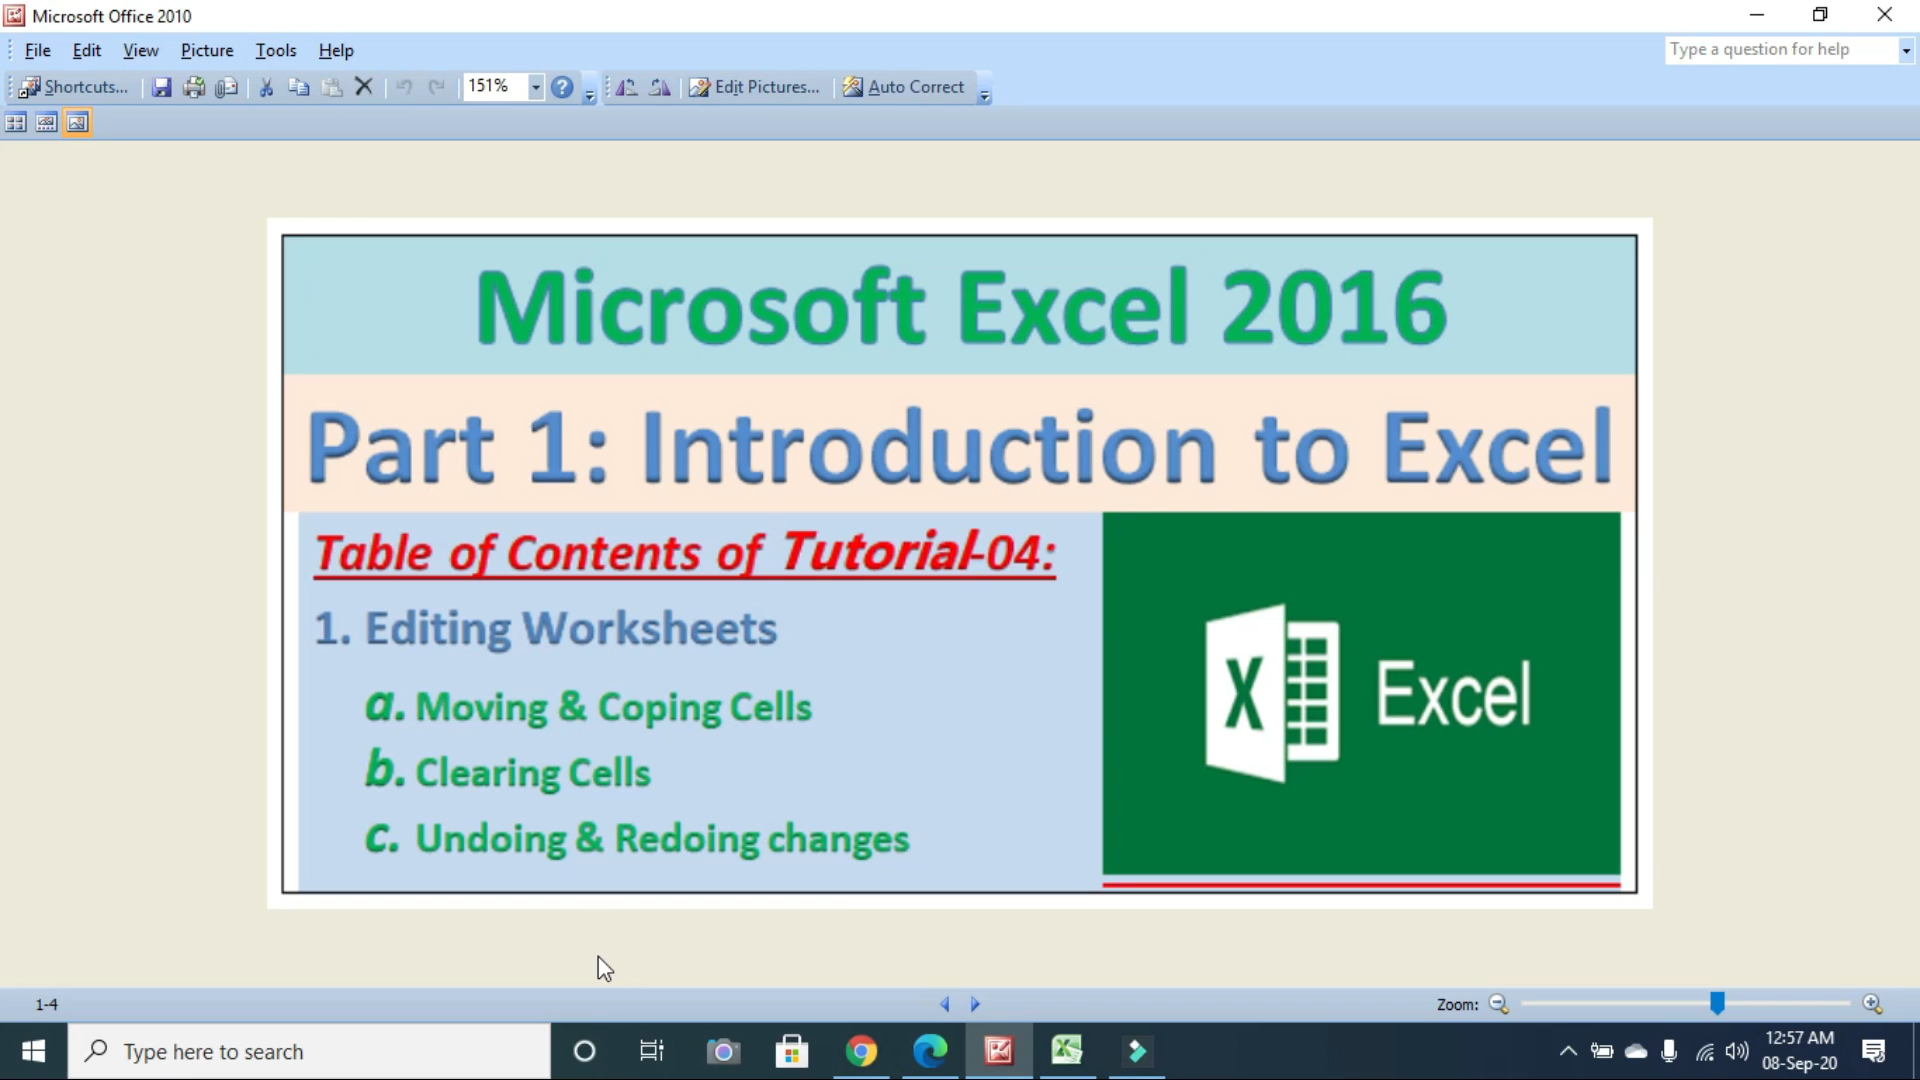 Microsoft Office 2010
File Edit View Picture Tools Help
Type a question for help
Shortcuts... 151% Edit Pictures... Auto Correct
Microsoft Excel 2016
Part 1: Introduction to Excel
Table of Contents of Tutorial-04:
1. Editing Worksheets
a. Moving & Coping Cells
b. Clearing Cells
c. Undoing & Redoing changes
X Excel
1-4
Zoom:
Type here to search
12:57 AM
08-Sep-20